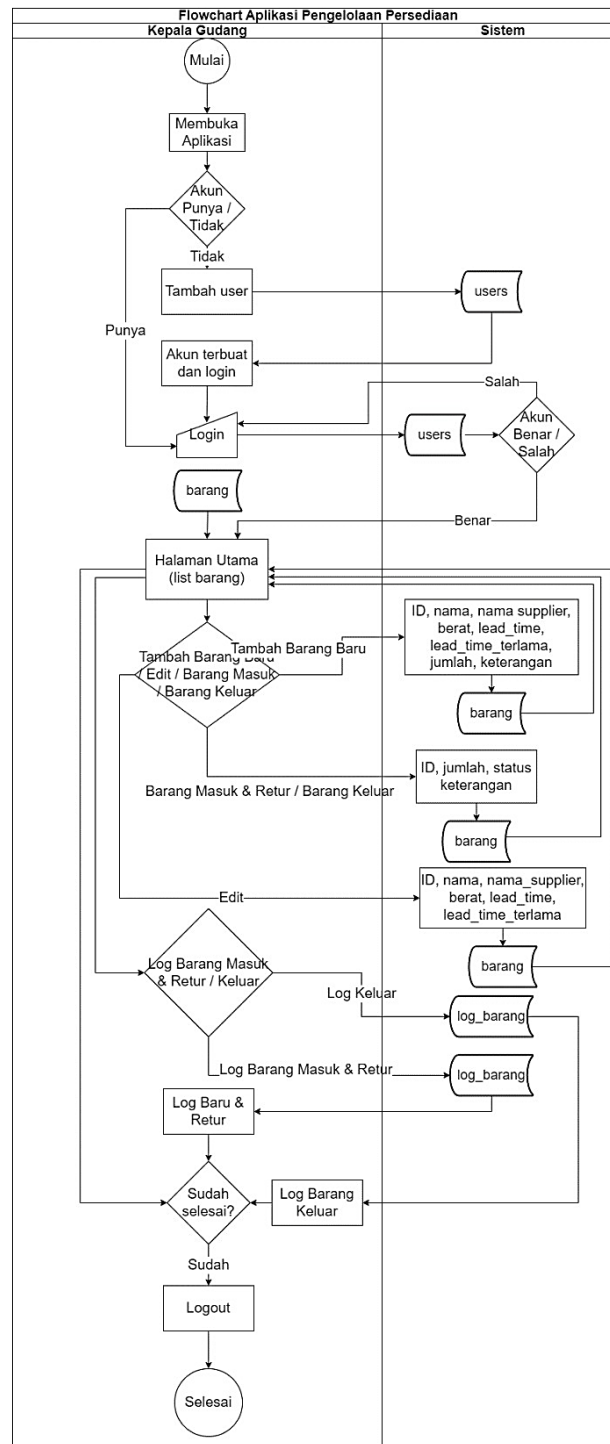 Flowchart Aplikasi Pengelolaan Persediaan
Kepala Gudang
Sistem
Mulai
Membuka
Aplikasi
Akun
Punya /
Tidak
Tidak
Tambah user
users
Punya
Akun terbuat
dan login
Salah
Login
users
Akun
Benar /
Salah
barang
Benar
Halaman Utama
(list barang)
Tambah Barang Baru
/ Edit / Barang Masuk
/ Barang Keluar
Tambah Barang Baru
ID, nama, nama supplier,
berat, lead_time,
lead_time_terlama,
jumlah, keterangan
barang
Barang Masuk & Retur / Barang Keluar
ID, jumlah, status
keterangan
barang
Edit
ID, nama, nama_supplier,
berat, lead_time,
lead_time_terlama
barang
Log Barang Masuk
& Retur / Keluar
Log Keluar
log_barang
Log Barang Masuk & Retur
log_barang
Log Baru &
Retur
Sudah
selesai?
Log Barang
Keluar
Sudah
Logout
Selesai